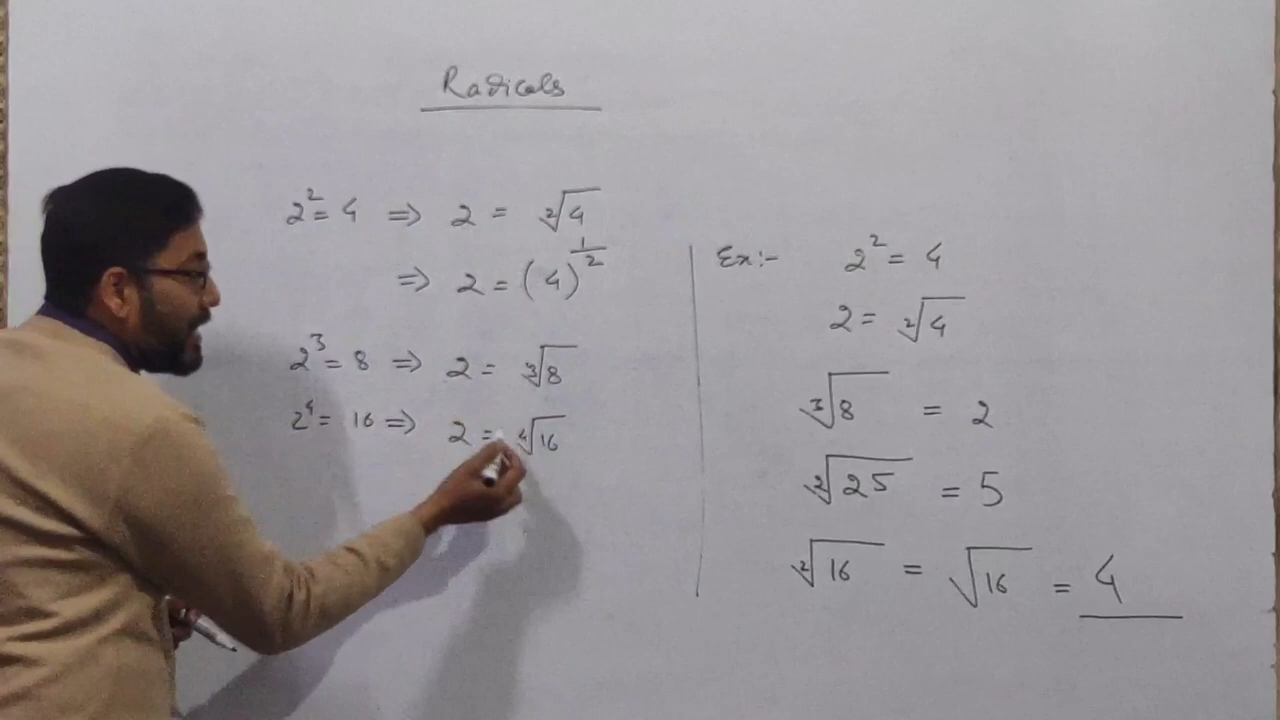 Radicals
2² = 4 ⇒ 2 = ²√4
⇒ 2 = (4)^(1/2)
2³ = 8 ⇒ 2 = ³√8
2⁴ = 16 ⇒ 2 = ⁴√16
Ex:- 2² = 4
2 = ²√4
³√8 = 2
²√25 = 5
²√16 = √16 = 4